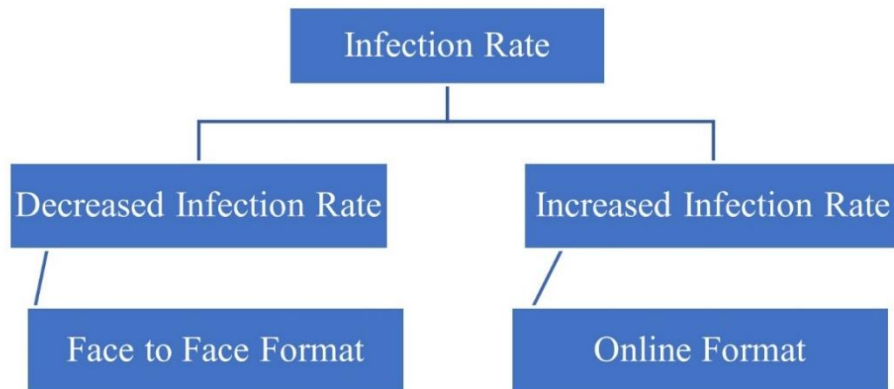 Infection Rate
Decreased Infection Rate
Increased Infection Rate
Face to Face Format
Online Format